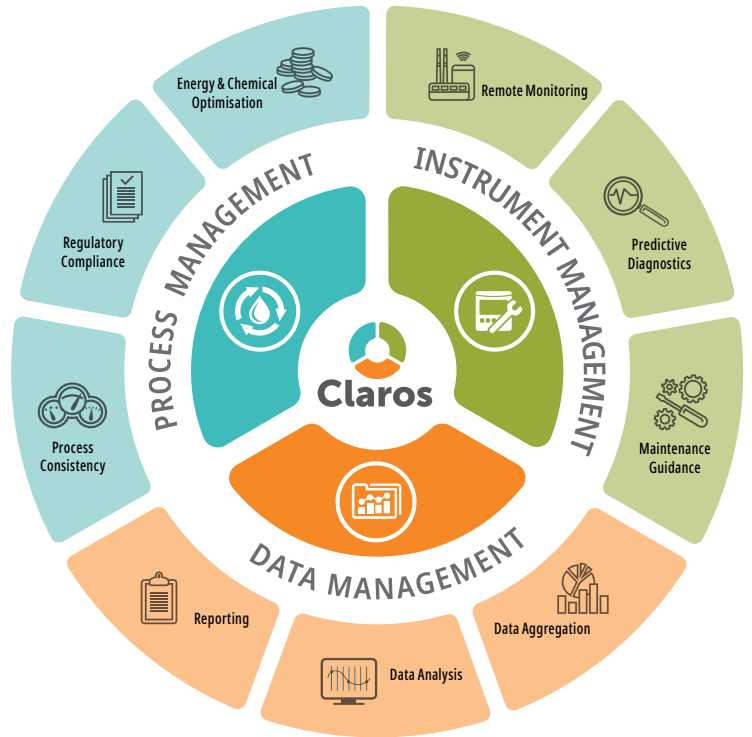 Energy & Chemical
Optimisation
Remote Monitoring
Regulatory
Compliance
Predictive
Diagnostics
PROCESS MANAGEMENT
INSTRUMENT MANAGEMENT
Claros
Process
Consistency
Maintenance
Guidance
DATA MANAGEMENT
Reporting
Data Aggregation
Data Analysis